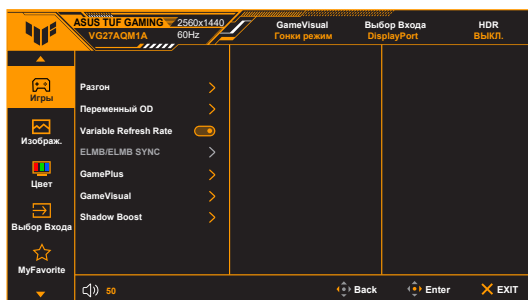 ASUS TUF GAMING
VG27AQM1A
2560x1440
60Hz
GameVisual
Гонки режим
Выбор Входа
DisplayPort
HDR
ВЫКЛ.
Игры
Изображ.
Цвет
Выбор Входа
MyFavorite
Разгон
Переменный OD
Variable Refresh Rate
ELMB/ELMB SYNC
GamePlus
GameVisual
Shadow Boost
50
Back
Enter
EXIT